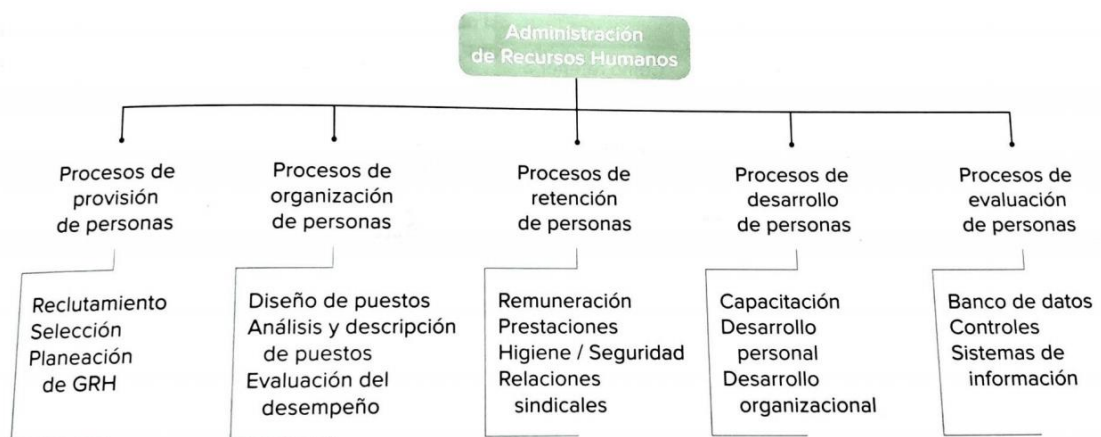 Administración
de Recursos Humanos
Procesos de
provisión
de personas
Reclutamiento
Selección
Planeación
de GRH
Procesos de
organización
de personas
Diseño de puestos
Análisis y descripción
de puestos
Evaluación del
desempeño
Procesos de
retención
de personas
Remuneración
Prestaciones
Higiene / Seguridad
Relaciones
sindicales
Procesos de
desarrollo
de personas
Capacitación
Desarrollo
personal
Desarrollo
organizacional
Procesos de
evaluación
de personas
Banco de datos
Controles
Sistemas de
información